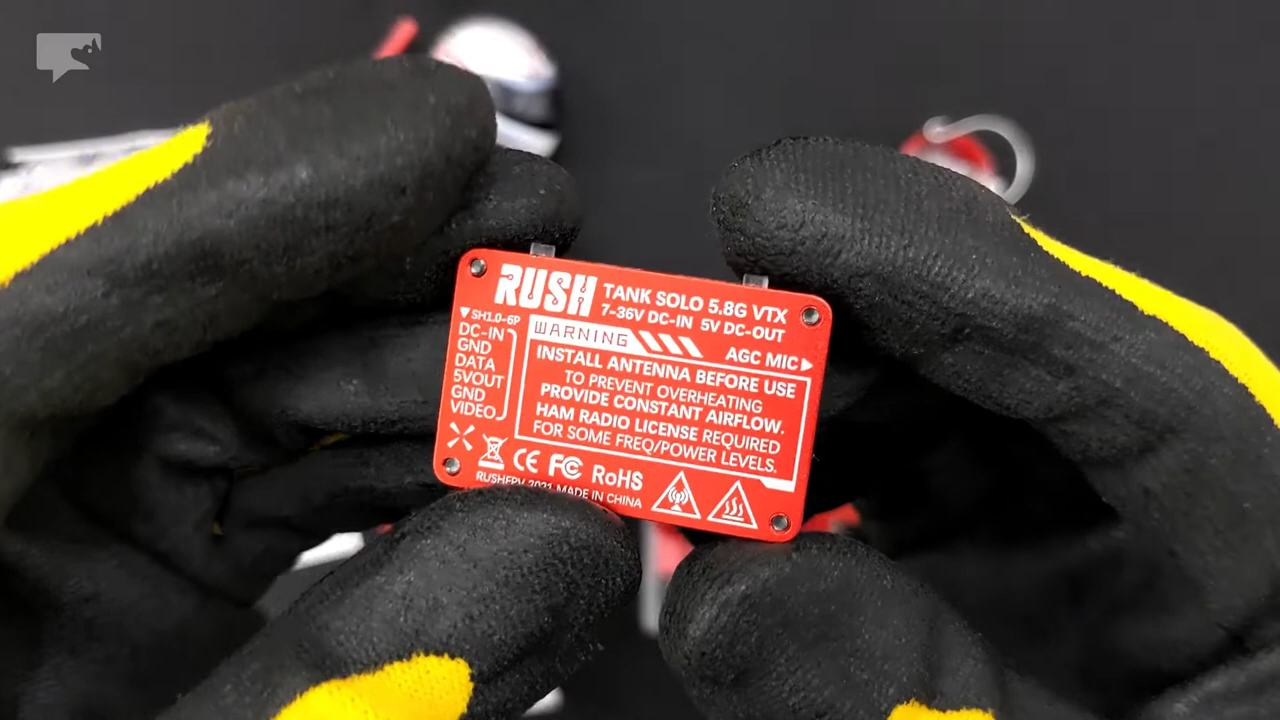 RUSH
TANK SOLO 5.8G VTX
7-36V DC-IN 5V DC-OUT
▼SH1.0-6P
DC-IN
GND
DATA
5VOUT
GND
VIDEO
WARNING
AGC MIC▶
INSTALL ANTENNA BEFORE USE
TO PREVENT OVERHEATING
PROVIDE CONSTANT AIRFLOW.
HAM RADIO LICENSE REQUIRED
FOR SOME FREQ/POWER LEVELS.
CE FC RoHS
RUSHFPV 2021 MADE IN CHINA